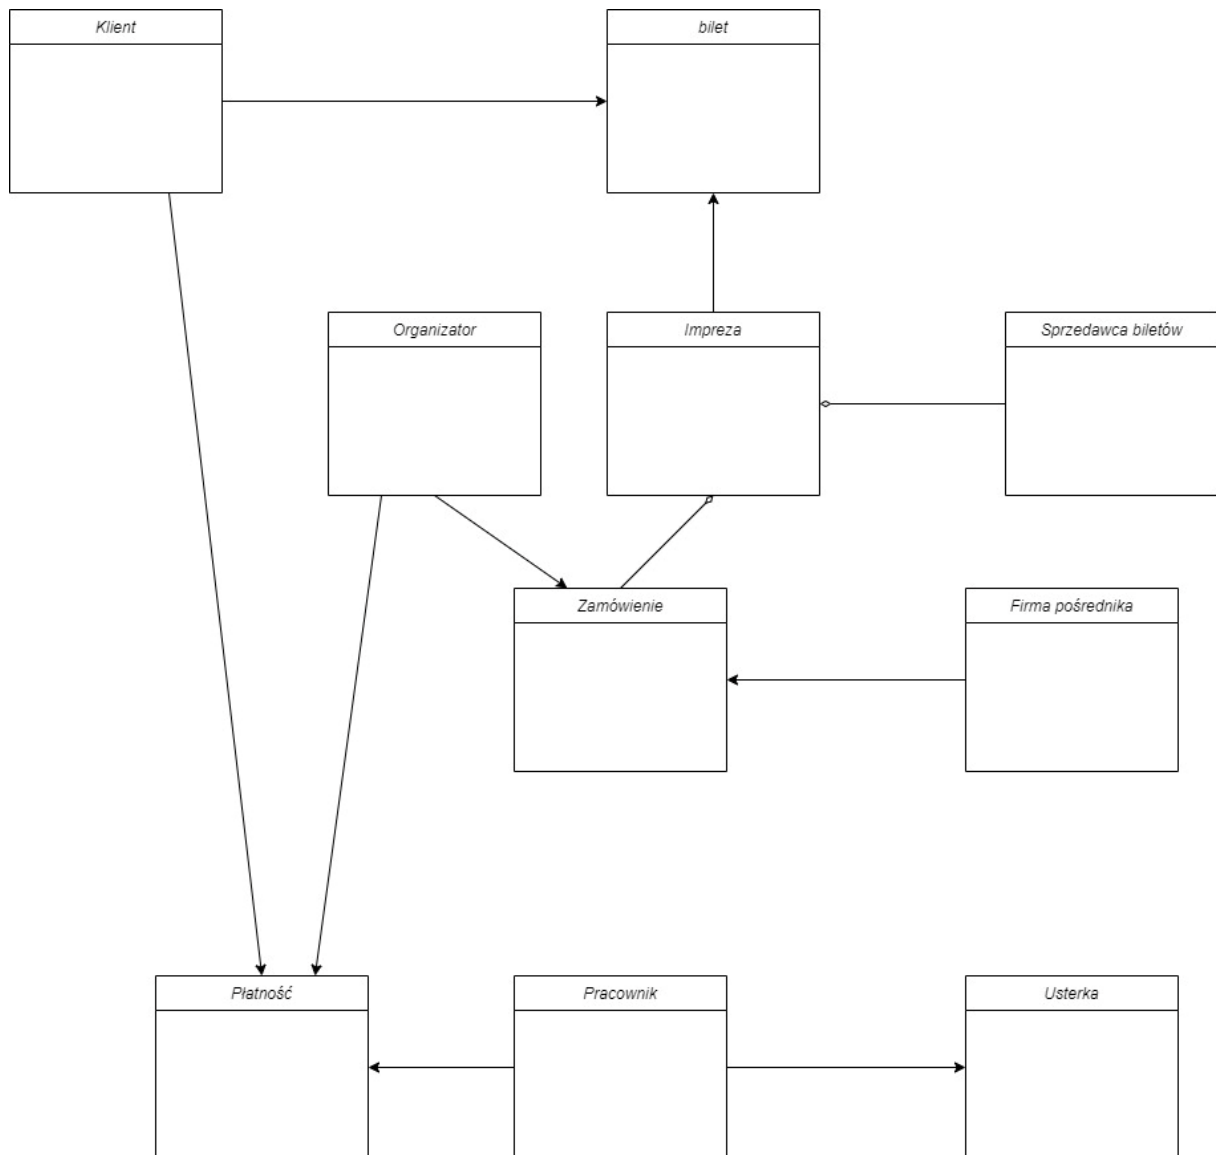 Klient
bilet
Organizator
Impreza
Sprzedawca biletów
Zamówienie
Firma pośrednika
Płatność
Pracownik
Usterka